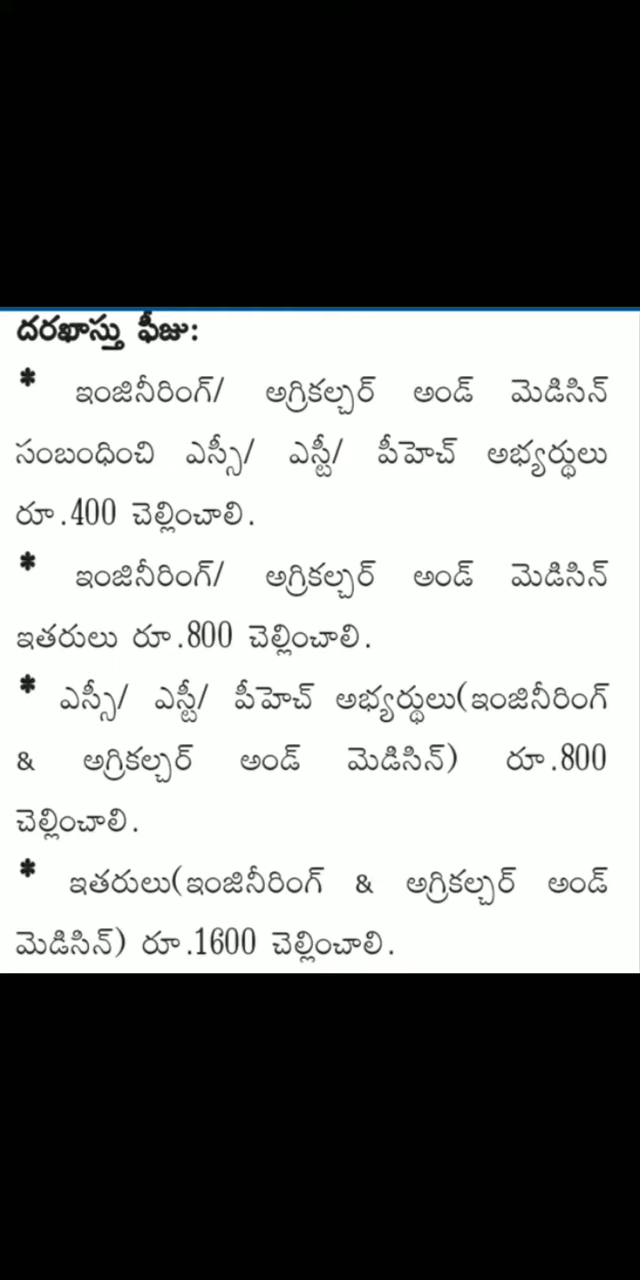 దరఖాస్తు ఫీజు:
* ఇంజినీరింగ్/ అగ్రికల్చర్ అండ్ మెడిసిన్
సంబంధించి ఎస్సీ/ ఎస్టీ/ పీహెచ్ అభ్యర్థులు
రూ.400 చెల్లించాలి.
* ఇంజినీరింగ్/ అగ్రికల్చర్ అండ్ మెడిసిన్
ఇతరులు రూ.800 చెల్లించాలి.
* ఎస్సీ/ ఎస్టీ/ పీహెచ్ అభ్యర్థులు(ఇంజినీరింగ్
& అగ్రికల్చర్ అండ్ మెడిసిన్) రూ.800
చెల్లించాలి.
* ఇతరులు(ఇంజినీరింగ్ & అగ్రికల్చర్ అండ్
మెడిసిన్) రూ.1600 చెల్లించాలి.